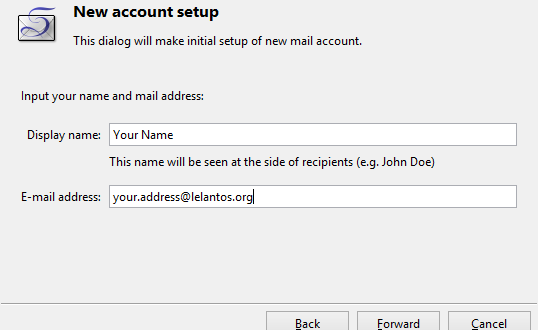 New account setup
This dialog will make initial setup of new mail account.
Input your name and mail address:
Display name: Your Name
This name will be seen at the side of recipients (e.g. John Doe)
E-mail address: your.address@lelantos.org
Back Forward Cancel